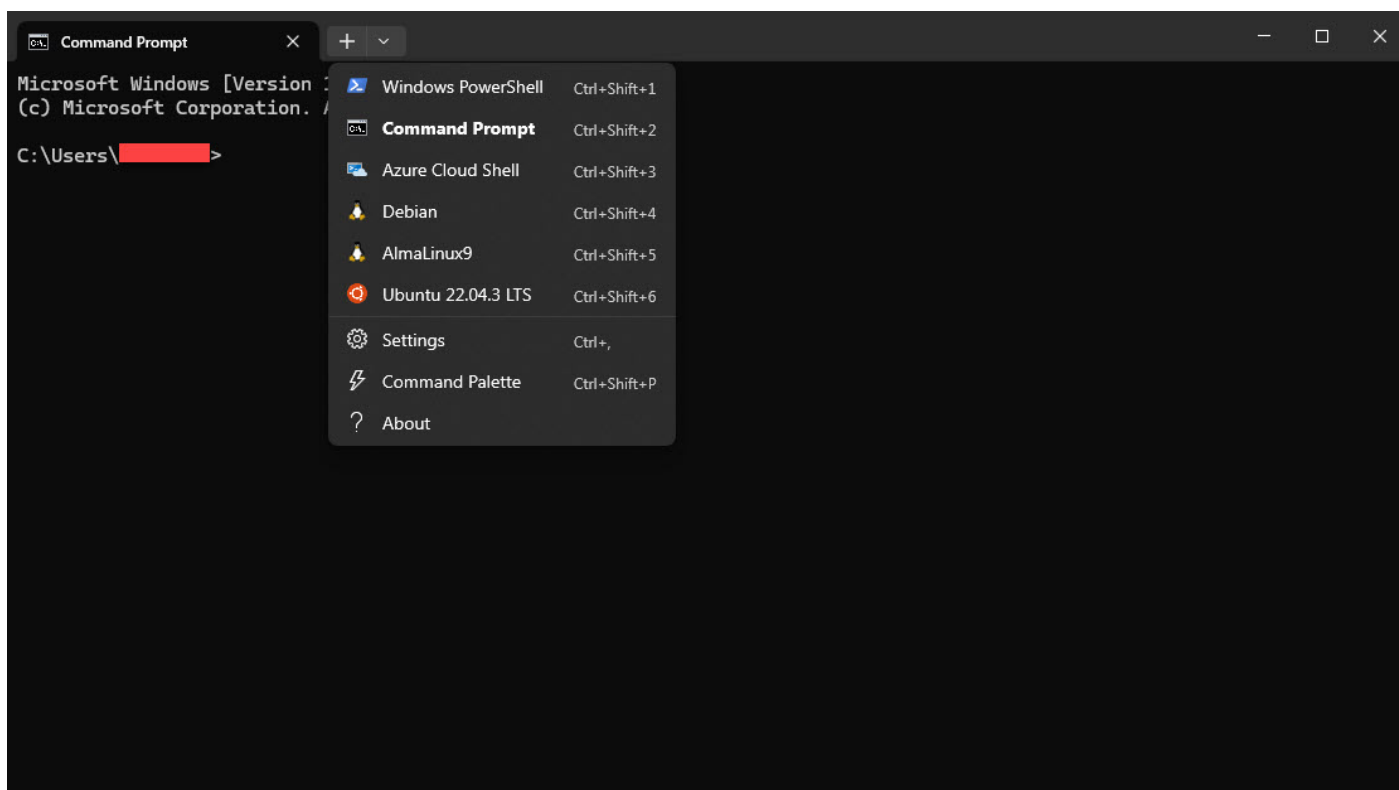 Command Prompt
Microsoft Windows [Version
(c) Microsoft Corporation.
C:\Users\ >
Windows PowerShell Ctrl+Shift+1
Command Prompt Ctrl+Shift+2
Azure Cloud Shell Ctrl+Shift+3
Debian Ctrl+Shift+4
AlmaLinux9 Ctrl+Shift+5
Ubuntu 22.04.3 LTS Ctrl+Shift+6
Settings Ctrl+,
Command Palette Ctrl+Shift+P
About